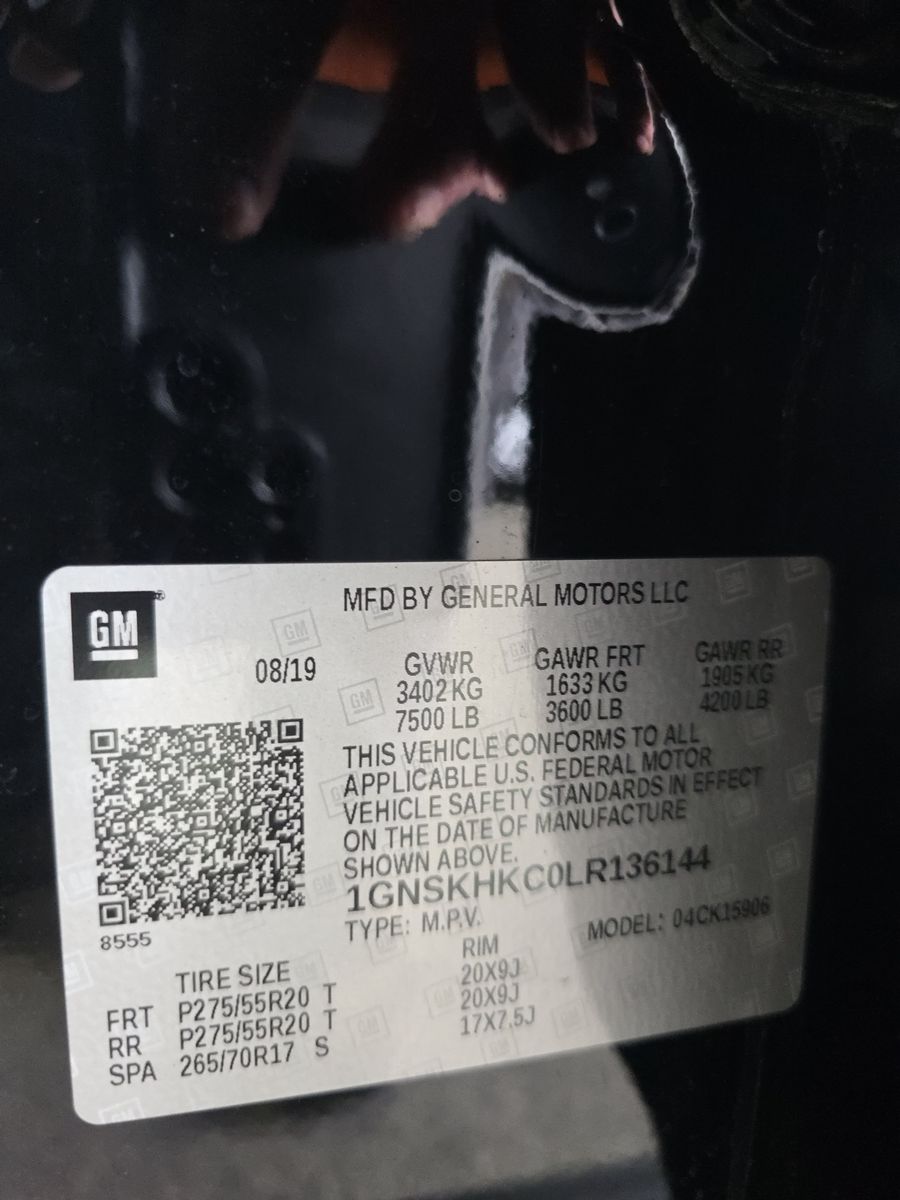 GM
MFD BY GENERAL MOTORS LLC
08/19
GVWR GAWR FRT GAWR RR
3402 KG 1633 KG 1905 KG
7500 LB 3600 LB 4200 LB
THIS VEHICLE CONFORMS TO ALL
APPLICABLE U.S. FEDERAL MOTOR
VEHICLE SAFETY STANDARDS IN EFFECT
ON THE DATE OF MANUFACTURE
SHOWN ABOVE.
1GNSKHKC0LR136144
TYPE: M.P.V. MODEL: 04CK15906
8555
TIRE SIZE RIM
FRT P275/55R20 T 20X9J
RR P275/55R20 T 20X9J
SPA 265/70R17 S 17X7.5J